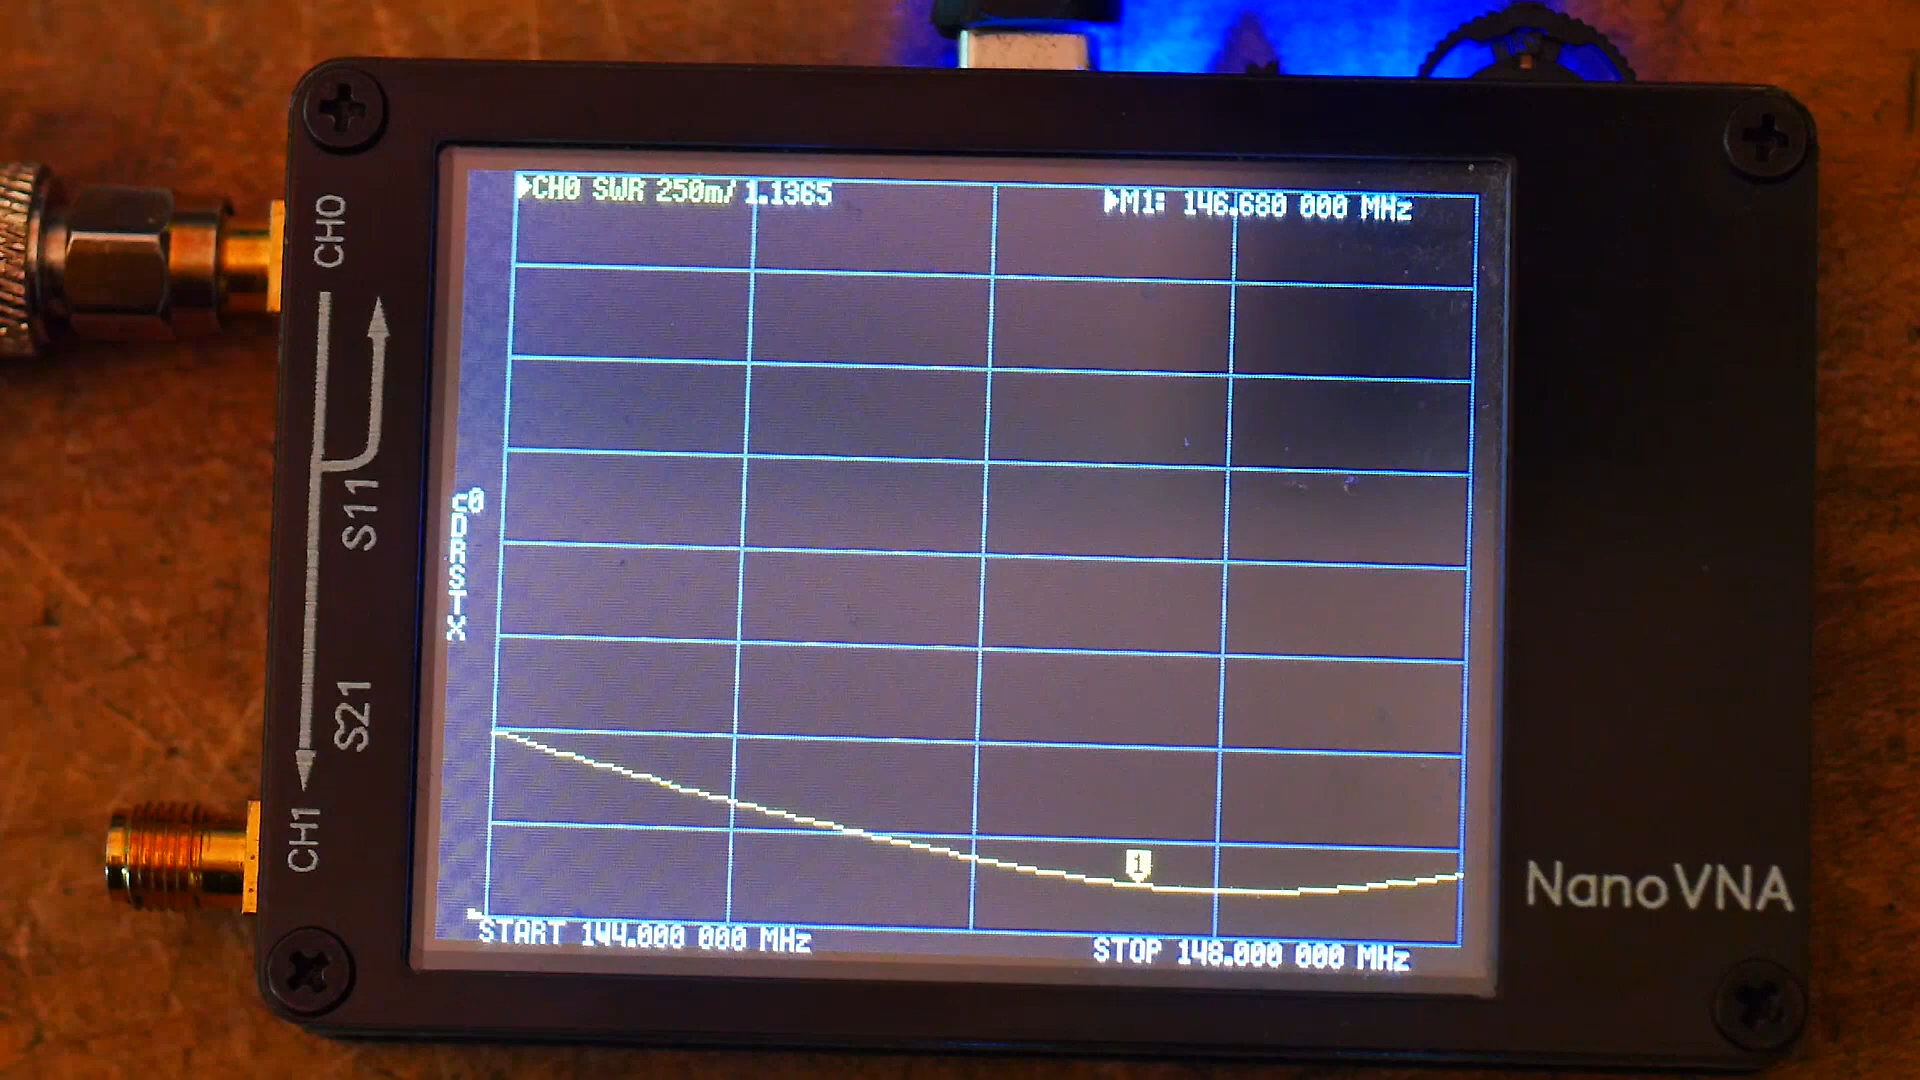 ▶CH0 SWR 250m/ 1.1365
▶M1: 146.680 000 MHz
c0
D
R
S
T
X
1
START 144.000 000 MHz
STOP 148.000 000 MHz
CH0
S11
S21
CH1
NanoVNA